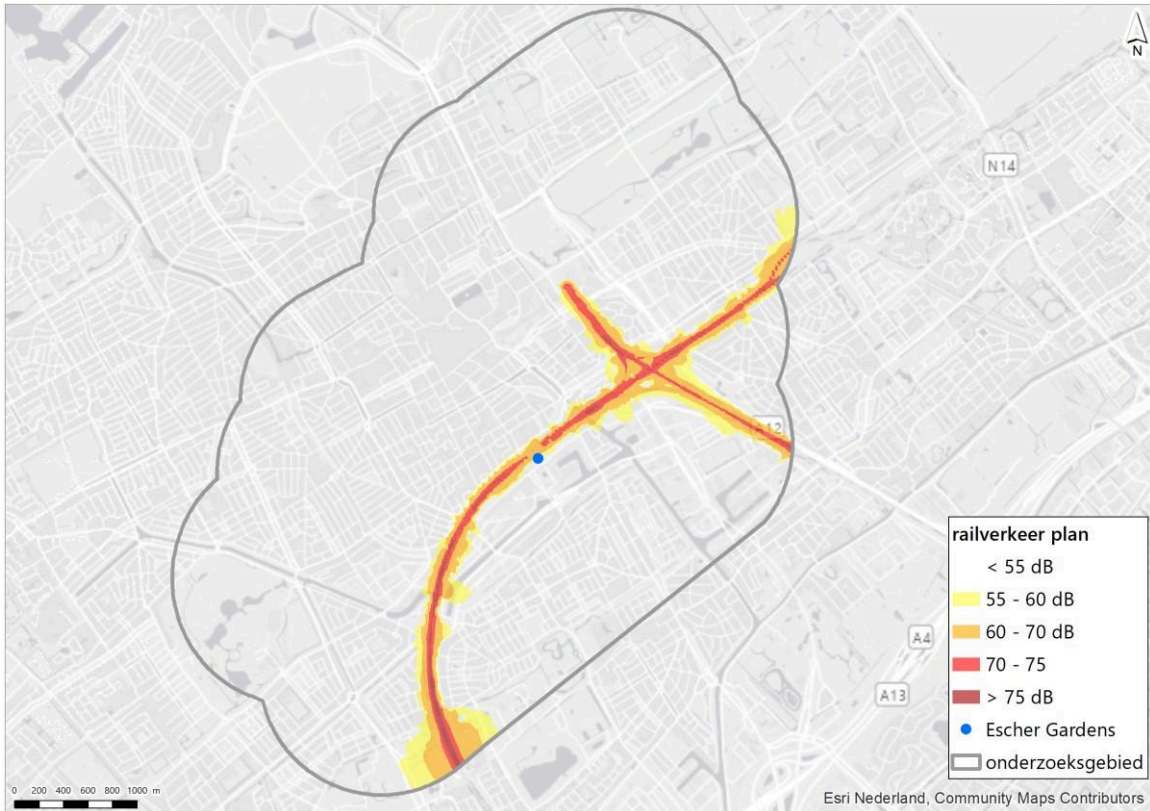 N
N14
A12
A4
A13
railverkeer plan
< 55 dB
55 - 60 dB
60 - 70 dB
70 - 75
> 75 dB
Escher Gardens
onderzoeksgebied
0 200 400 600 800 1000 m
Esri Nederland, Community Maps Contributors